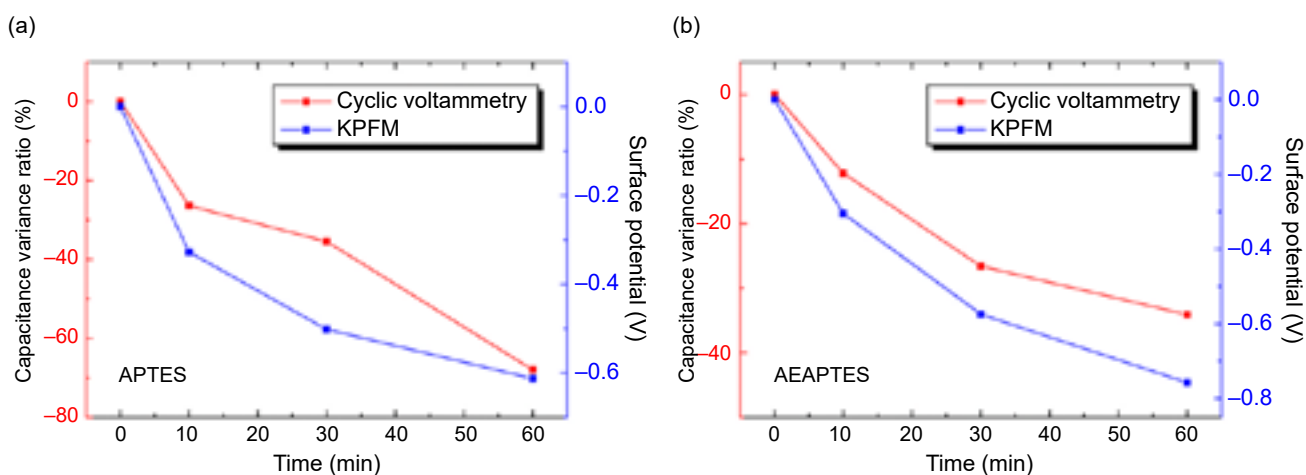 (a)
Capacitance variance ratio (%)
0
–20
–40
–60
–80
Cyclic voltammetry
KPFM
APTES
0.0
–0.2
–0.4
–0.6
Surface potential (V)
0 10 20 30 40 50 60
Time (min)
(b)
Capacitance variance ratio (%)
0
–20
–40
Cyclic voltammetry
KPFM
AEAPTES
0.0
–0.2
–0.4
–0.6
–0.8
Surface potential (V)
0 10 20 30 40 50 60
Time (min)